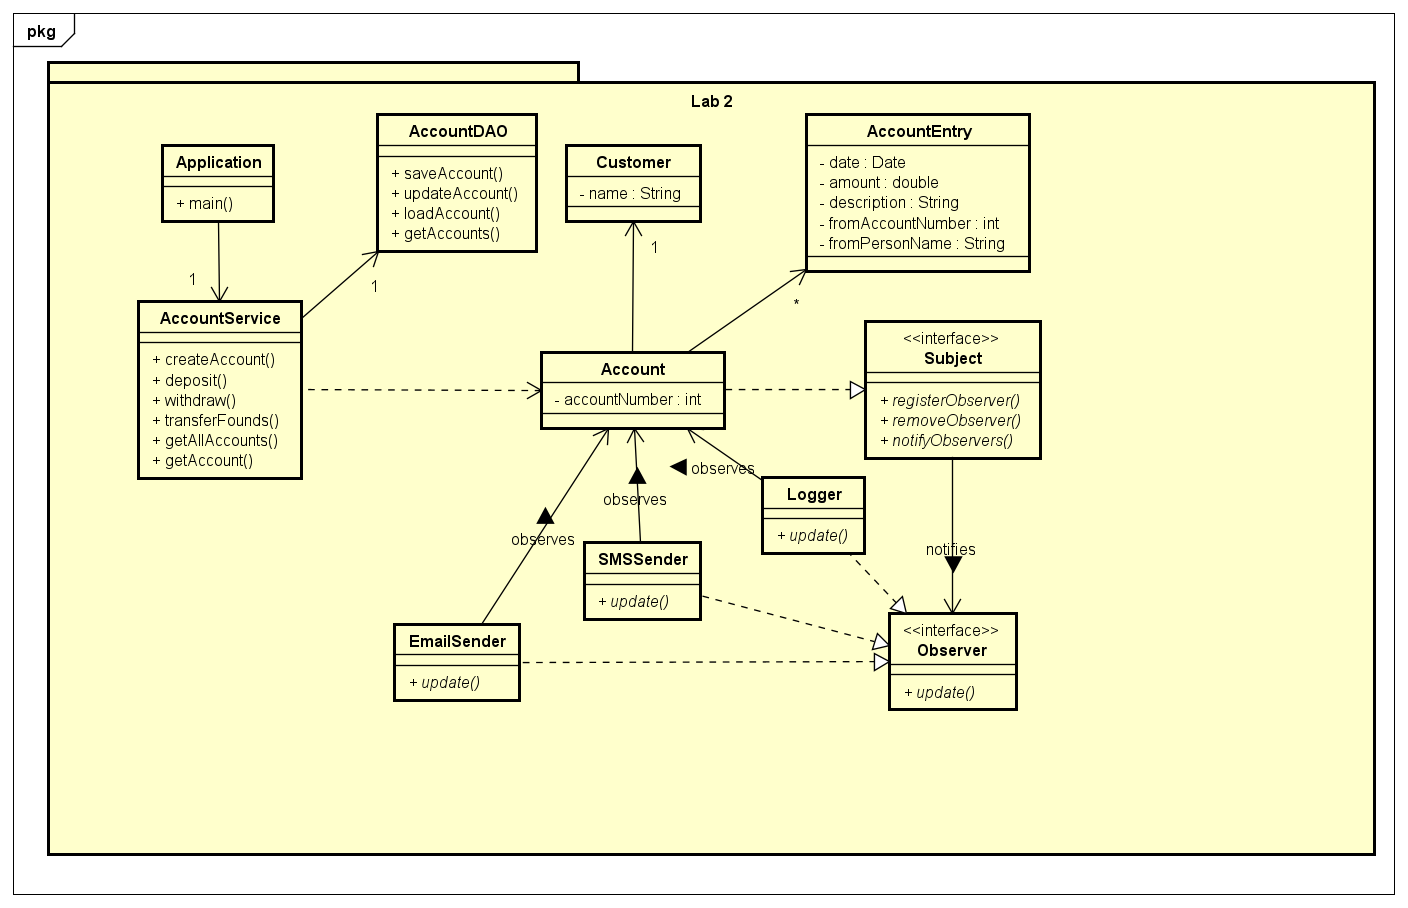 pkg
Lab 2
Application
+ main()
AccountDAO
+ saveAccount()
+ updateAccount()
+ loadAccount()
+ getAccounts()
Customer
- name : String
AccountEntry
- date : Date
- amount : double
- description : String
- fromAccountNumber : int
- fromPersonName : String
1
1
1
*
AccountService
+ createAccount()
+ deposit()
+ withdraw()
+ transferFounds()
+ getAllAccounts()
+ getAccount()
Account
- accountNumber : int
<<interface>>
Subject
+ registerObserver()
+ removeObserver()
+ notifyObservers()
observes
observes
observes
Logger
+ update()
notifies
SMSSender
+ update()
EmailSender
+ update()
<<interface>>
Observer
+ update()